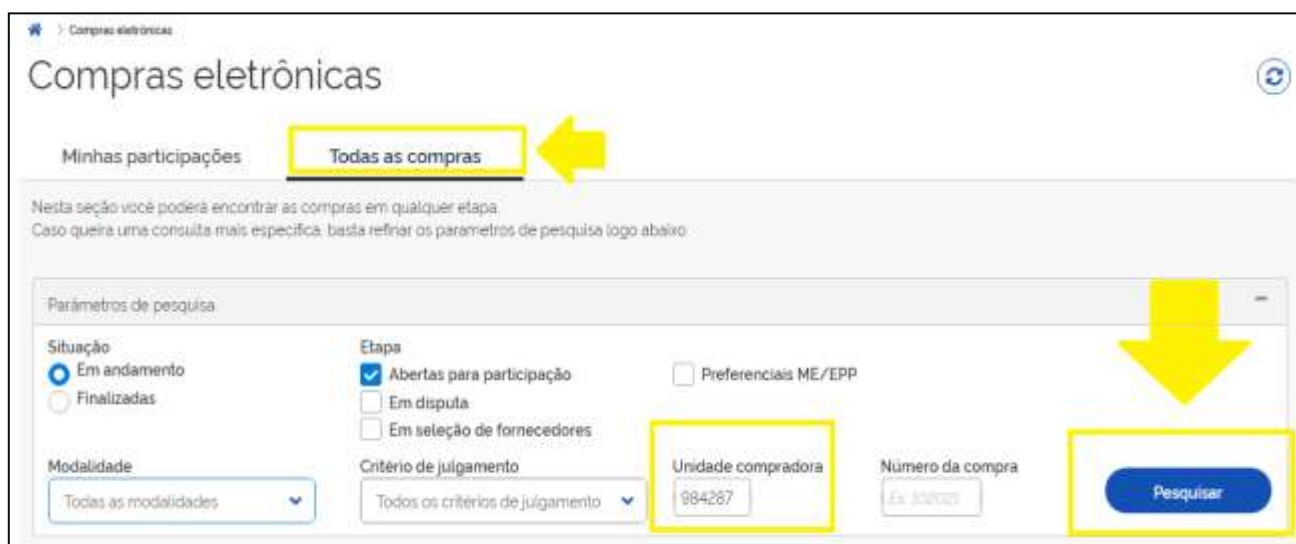 Compras eletrônicas
Compras eletrônicas
Minhas participações Todas as compras
Nesta seção você poderá encontrar as compras em qualquer etapa.
Caso queira uma consulta mais especifica, basta refinar os parametros de pesquisa logo abaixo
Parâmetros de pesquisa
Situação Etapa
Em andamento Abertas para participação Preferenciais ME/EPP
Finalizadas Em disputa
Em seleção de fornecedores
Modalidade Critério de julgamento Unidade compradora Número da compra
Todas as modalidades Todos os critérios de julgamento 984287 Ex: 102021 Pesquisar